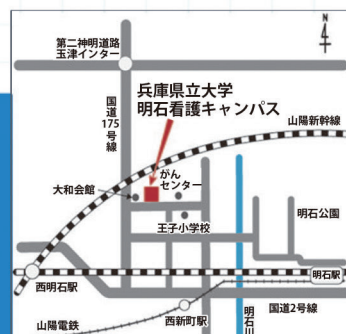 N
第二神明道路
玉津インター
国道175号線
兵庫県立大学
明石看護キャンパス
山陽新幹線
がん
センター
大和会館
王子小学校
明石公園
明石駅
西明石駅
国道2号線
山陽電鉄
西新町駅
明石川